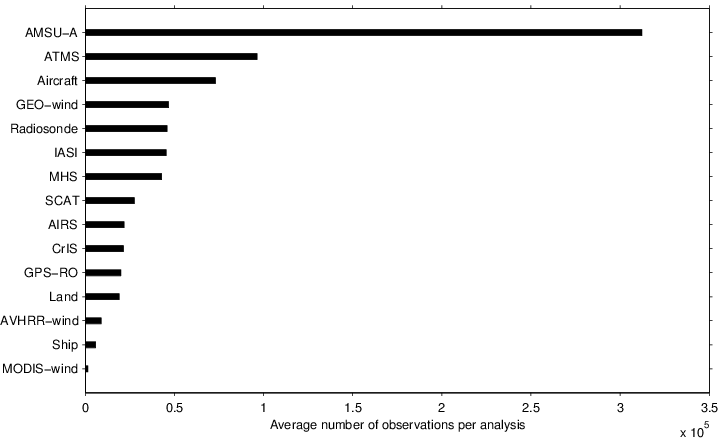 AMSU−A
ATMS
Aircraft
GEO−wind
Radiosonde
IASI
MHS
SCAT
AIRS
CrIS
GPS−RO
Land
AVHRR−wind
Ship
MODIS−wind
0 0.5 1 1.5 2 2.5 3 3.5
Average number of observations per analysis
x 10^5